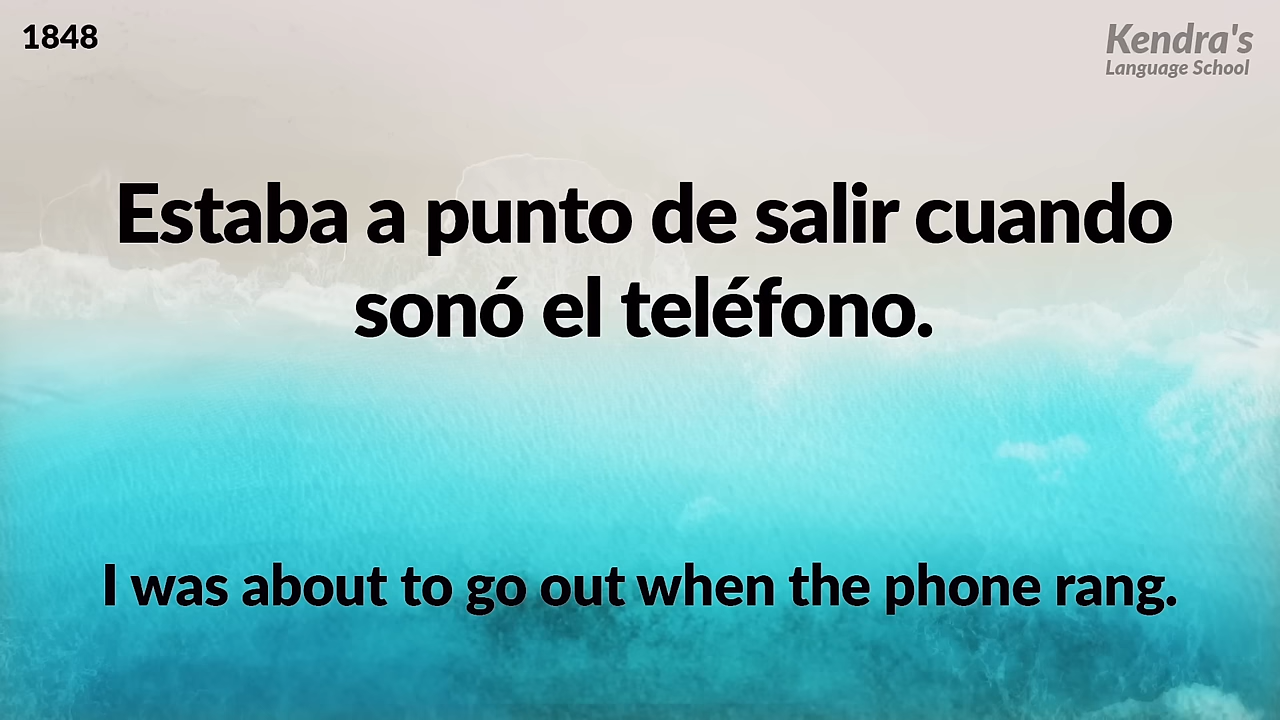 1848
Kendra's
Language School
Estaba a punto de salir cuando
sonó el teléfono.
I was about to go out when the phone rang.